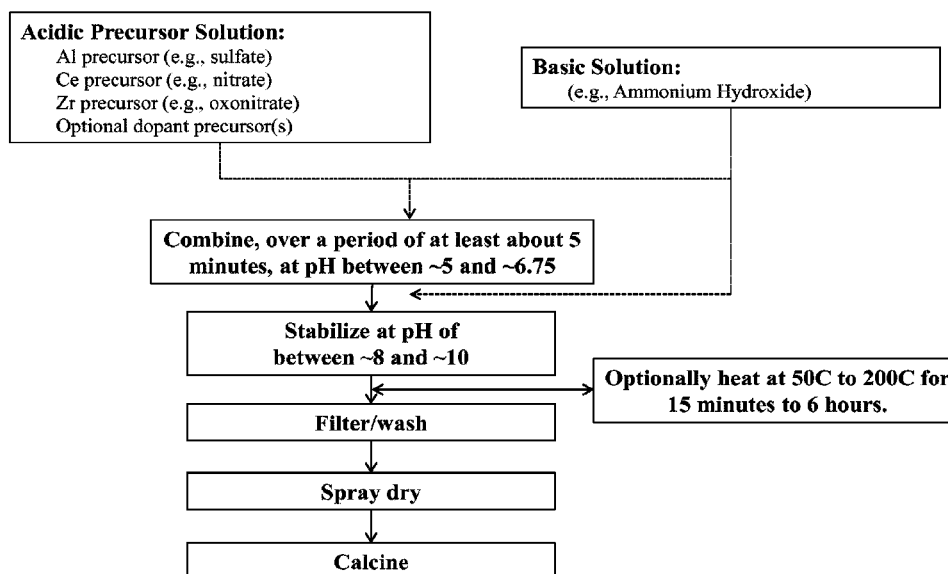 Acidic Precursor Solution:
Al precursor (e.g., sulfate)
Ce precursor (e.g., nitrate)
Zr precursor (e.g., oxonitrate)
Optional dopant precursor(s)
Basic Solution:
(e.g., Ammonium Hydroxide)
Combine, over a period of at least about 5
minutes, at pH between ~5 and ~6.75
Stabilize at pH of
between ~8 and ~10
Optionally heat at 50C to 200C for
15 minutes to 6 hours.
Filter/wash
Spray dry
Calcine